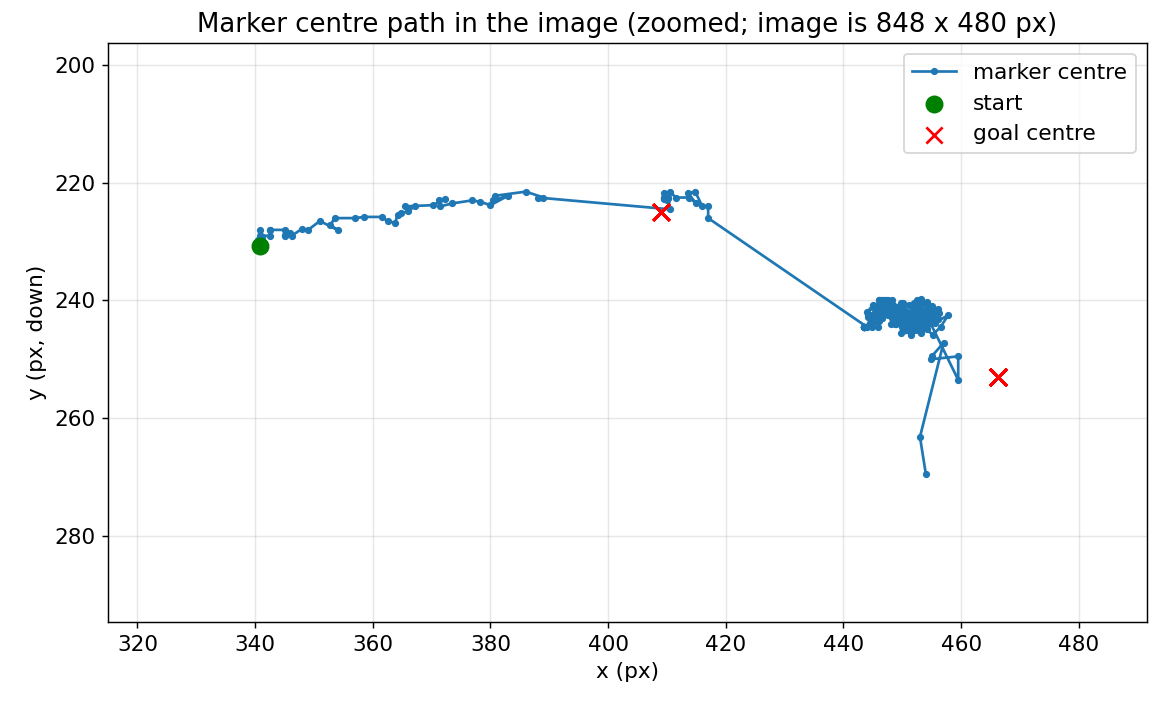 Marker centre path in the image (zoomed; image is 848 x 480 px)
marker centre
start
goal centre
200
220
240
260
280
y (px, down)
320 340 360 380 400 420 440 460 480
x (px)